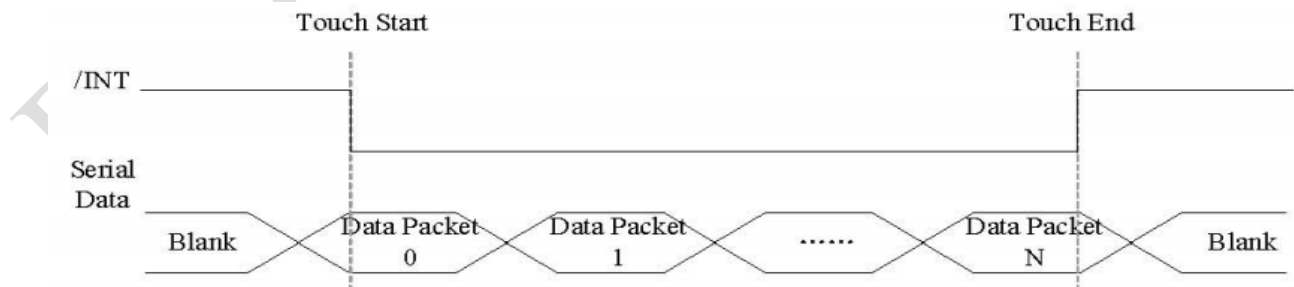 Touch Start
Touch End
/INT
Serial
Data
Blank
Data Packet
0
Data Packet
1
......
Data Packet
N
Blank